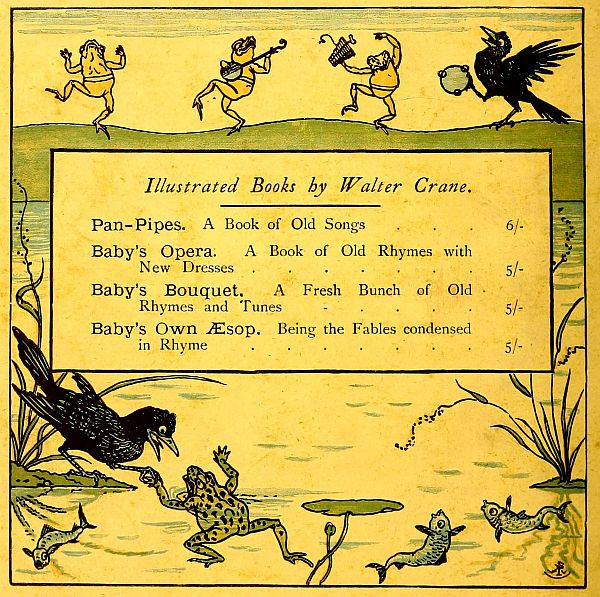 Illustrated Books by Walter Crane.
Pan-Pipes. A Book of Old Songs . . . 6/-
Baby's Opera. A Book of Old Rhymes with
New Dresses . . . . . . . 5/-
Baby's Bouquet. A Fresh Bunch of Old
Rhymes and Tunes - . . . . 5/-
Baby's Own Æsop. Being the Fables condensed
in Rhyme . . . . . . . 5/-